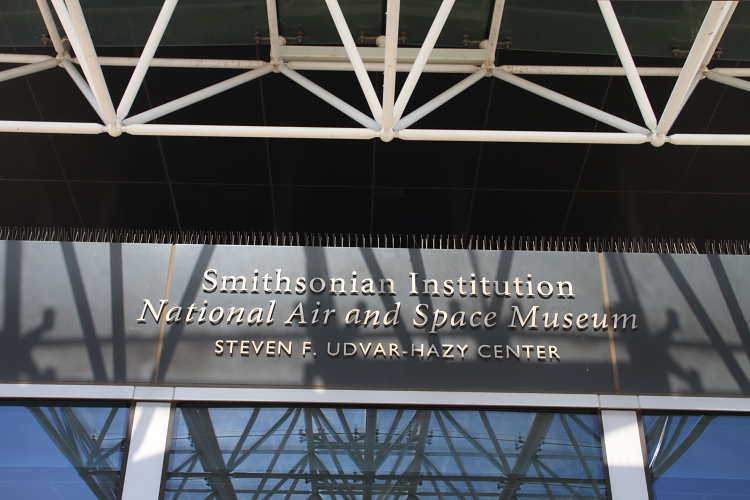 Smithsonian Institution
National Air and Space Museum
STEVEN F. UDVAR-HAZY CENTER